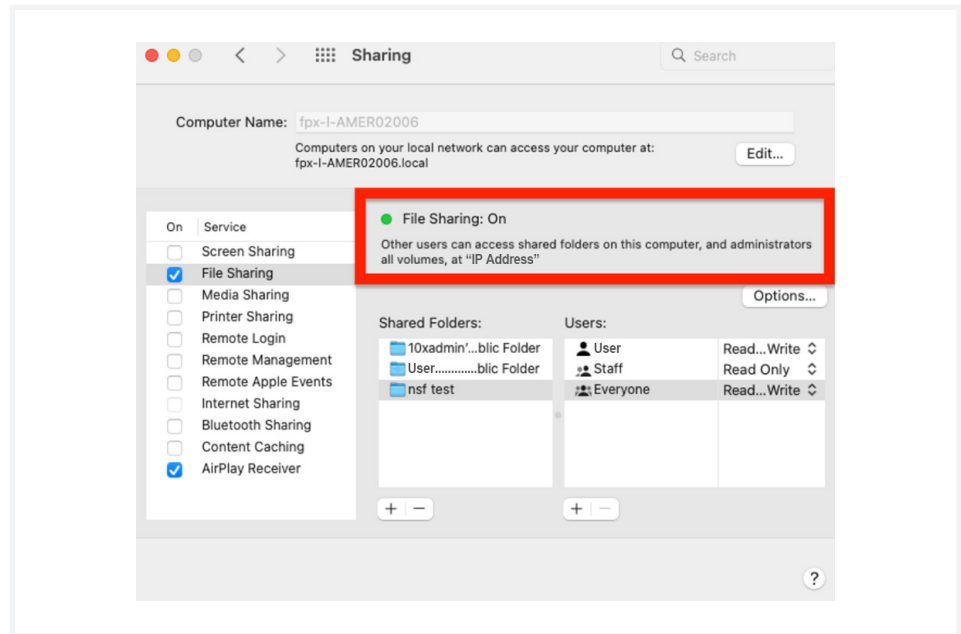 Sharing
Search
Computer Name: fpx-I-AMER02006
Computers on your local network can access your computer at:
fpx-I-AMER02006.local
Edit...
On Service
Screen Sharing
File Sharing
Media Sharing
Printer Sharing
Remote Login
Remote Management
Remote Apple Events
Internet Sharing
Bluetooth Sharing
Content Caching
AirPlay Receiver
File Sharing: On
Other users can access shared folders on this computer, and administrators
all volumes, at “IP Address”
Options...
Shared Folders:
10xadmin'...blic Folder
User.............blic Folder
nsf test
Users:
User Read...Write
Staff Read Only
Everyone Read...Write
+ −
+ −
?